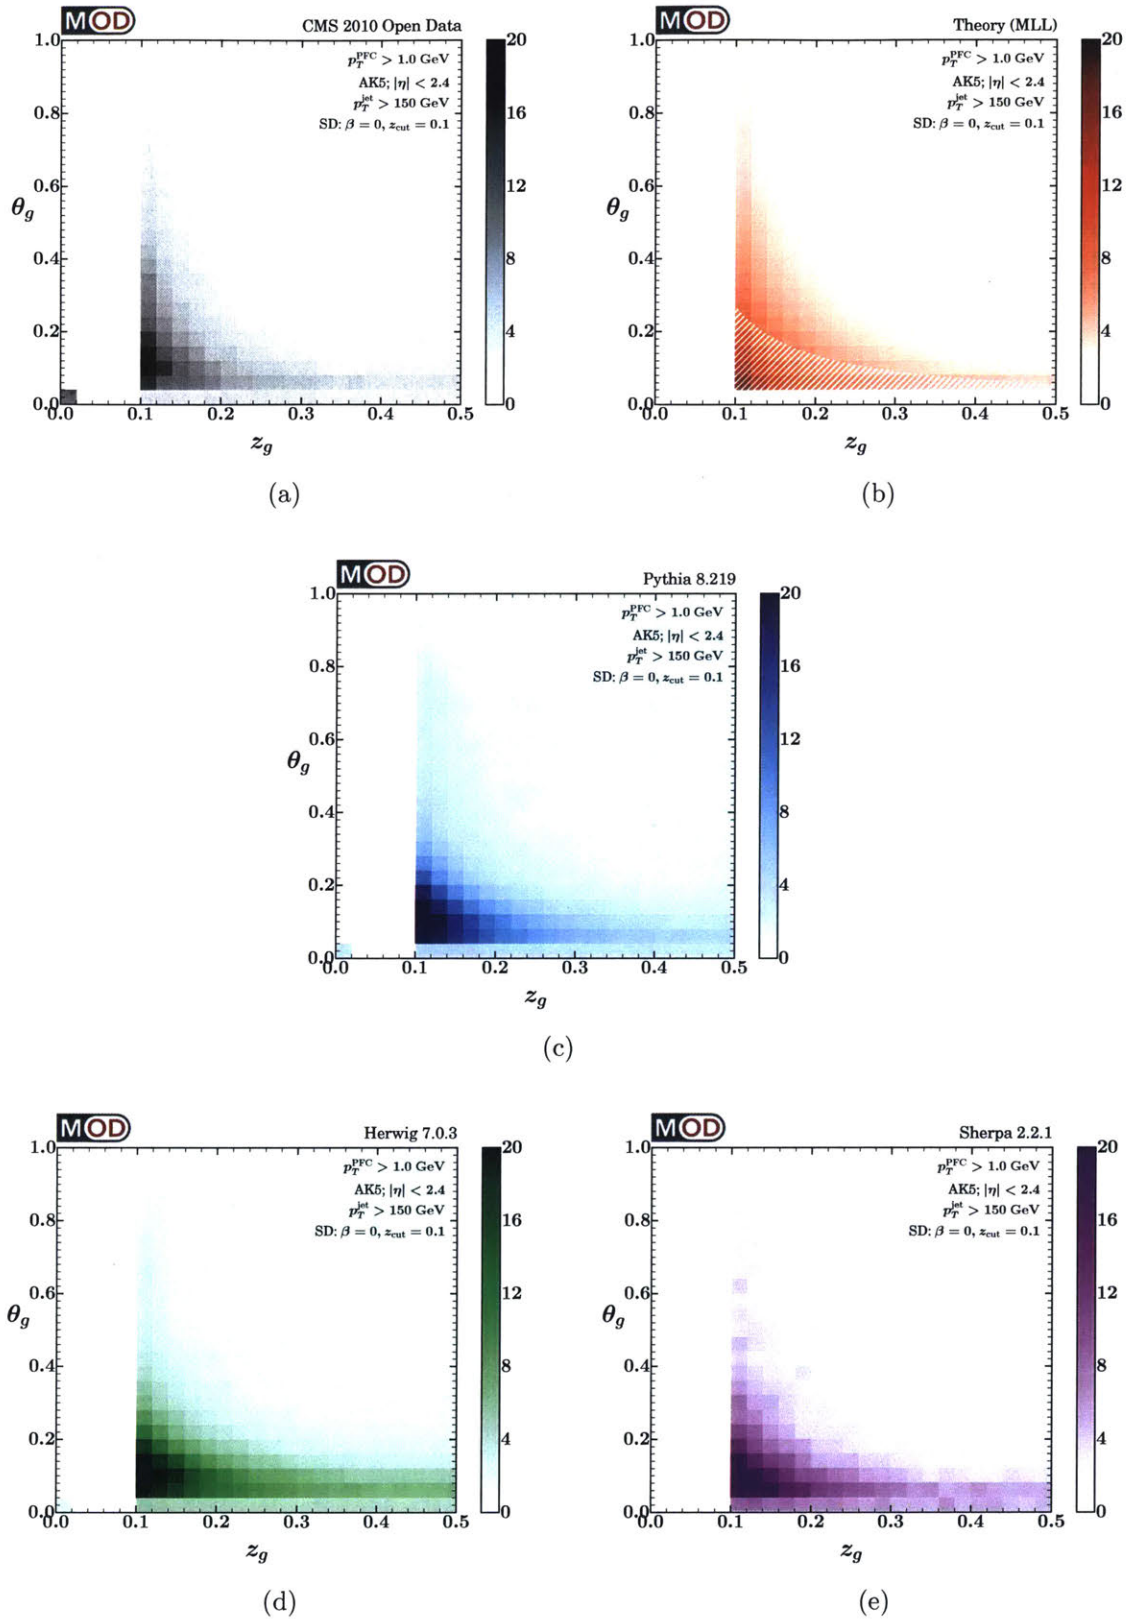 MOD CMS 2010 Open Data
1.0
0.8
0.6
0.4
0.2
0.0
θg
0.0 0.1 0.2 0.3 0.4 0.5
zg
20
16
12
8
4
0
p_T^PFC > 1.0 GeV
AK5; |η| < 2.4
p_T^jet > 150 GeV
SD: β = 0, z_cut = 0.1
(a)
MOD Theory (MLL)
1.0
0.8
0.6
0.4
0.2
0.0
θg
0.0 0.1 0.2 0.3 0.4 0.5
zg
20
16
12
8
4
0
p_T^PFC > 1.0 GeV
AK5; |η| < 2.4
p_T^jet > 150 GeV
SD: β = 0, z_cut = 0.1
(b)
MOD Pythia 8.219
1.0
0.8
0.6
0.4
0.2
0.0
θg
0.0 0.1 0.2 0.3 0.4 0.5
zg
20
16
12
8
4
0
p_T^PFC > 1.0 GeV
AK5; |η| < 2.4
p_T^jet > 150 GeV
SD: β = 0, z_cut = 0.1
(c)
MOD Herwig 7.0.3
1.0
0.8
0.6
0.4
0.2
0.0
θg
0.0 0.1 0.2 0.3 0.4 0.5
zg
20
16
12
8
4
0
p_T^PFC > 1.0 GeV
AK5; |η| < 2.4
p_T^jet > 150 GeV
SD: β = 0, z_cut = 0.1
(d)
MOD Sherpa 2.2.1
1.0
0.8
0.6
0.4
0.2
0.0
θg
0.0 0.1 0.2 0.3 0.4 0.5
zg
20
16
12
8
4
0
p_T^PFC > 1.0 GeV
AK5; |η| < 2.4
p_T^jet > 150 GeV
SD: β = 0, z_cut = 0.1
(e)